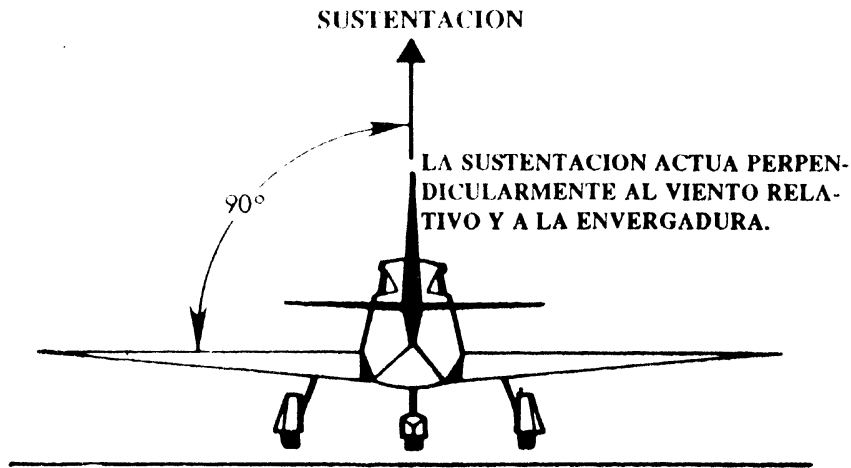 SUSTENTACION
LA SUSTENTACION ACTUA PERPEN-
DICULARMENTE AL VIENTO RELA-
TIVO Y A LA ENVERGADURA.
90°